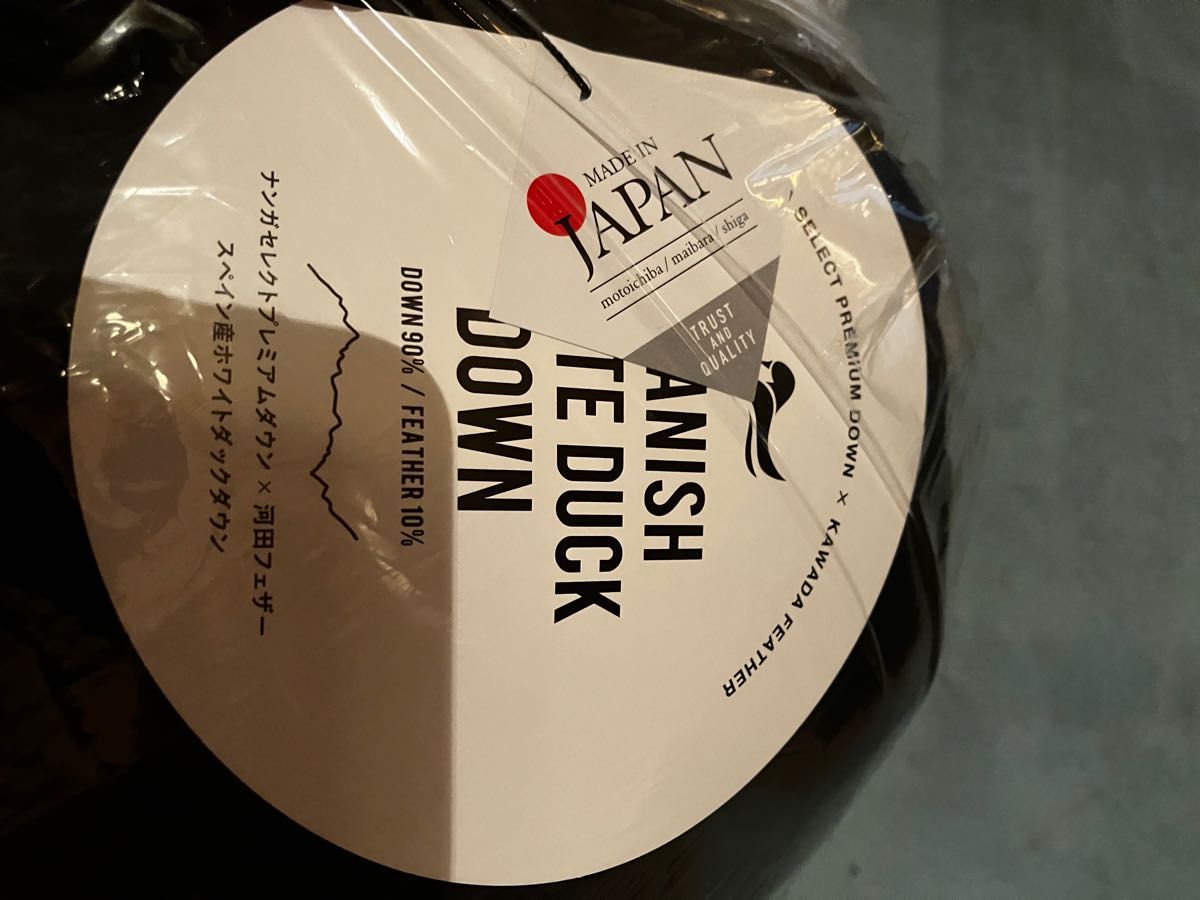 SELECT PREMIUM DOWN × KAWADA FEATHER
MADE IN
JAPAN
motoichiba / maibara / shiga
TRUST
AND
QUALITY
ANISH
TE DUCK
DOWN
DOWN 90% / FEATHER 10%
ナンガセレクトプレミアムダウン × 河田フェザー
スペイン産ホワイトダックダウン